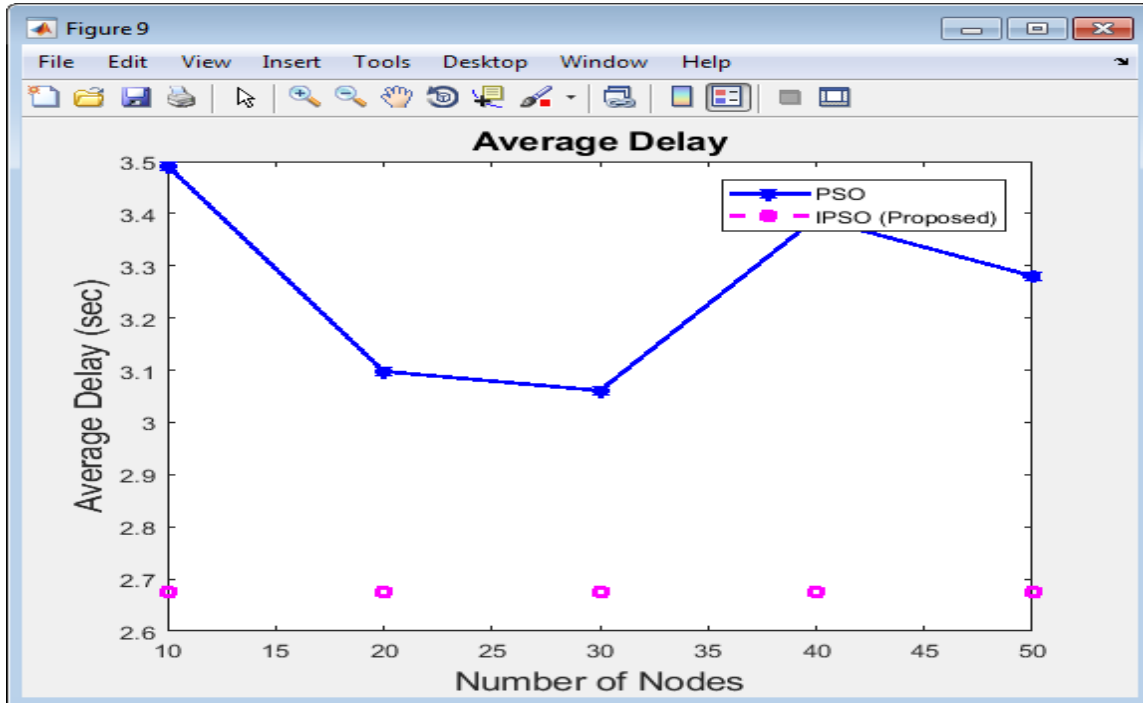 Figure 9
File Edit View Insert Tools Desktop Window Help
Average Delay
PSO
IPSO (Proposed)
Average Delay (sec)
3.5
3.4
3.3
3.2
3.1
3
2.9
2.8
2.7
2.6
10 15 20 25 30 35 40 45 50
Number of Nodes